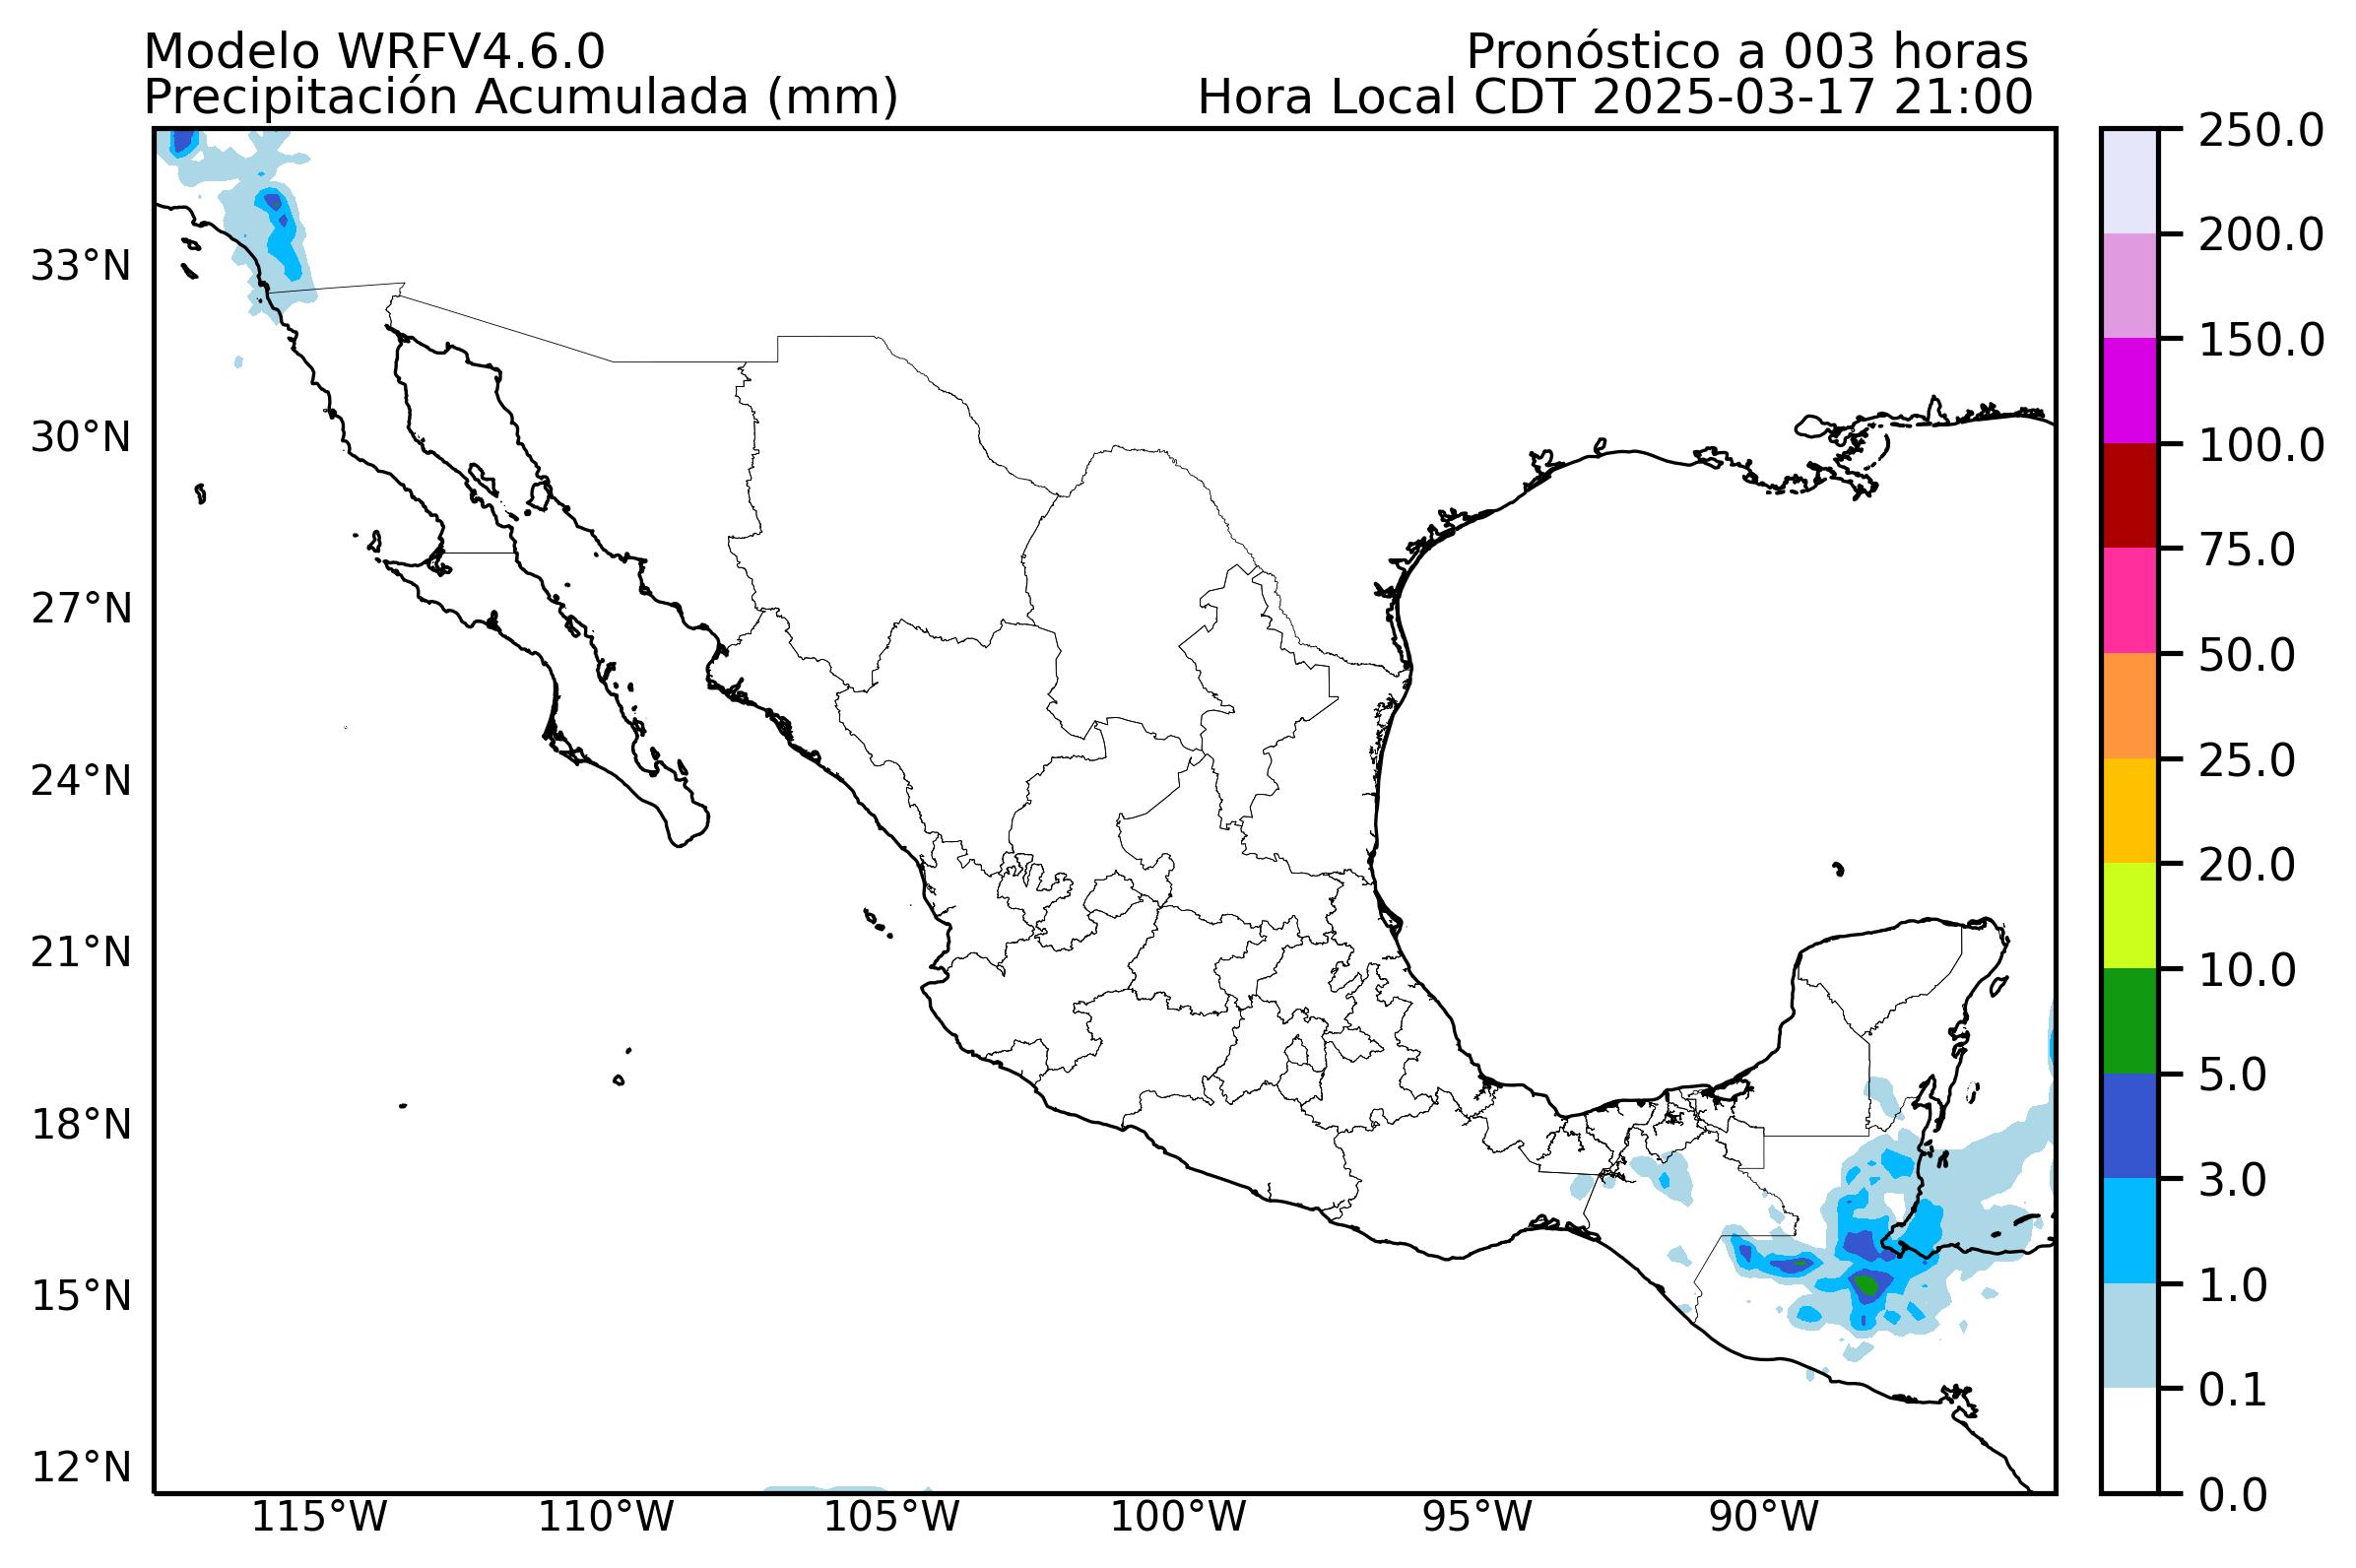 Modelo WRFV4.6.0
Precipitación Acumulada (mm)
Pronóstico a 003 horas
Hora Local CDT 2025-03-17 21:00
33°N
30°N
27°N
24°N
21°N
18°N
15°N
12°N
115°W
110°W
105°W
100°W
95°W
90°W
250.0
200.0
150.0
100.0
75.0
50.0
25.0
20.0
10.0
5.0
3.0
1.0
0.1
0.0